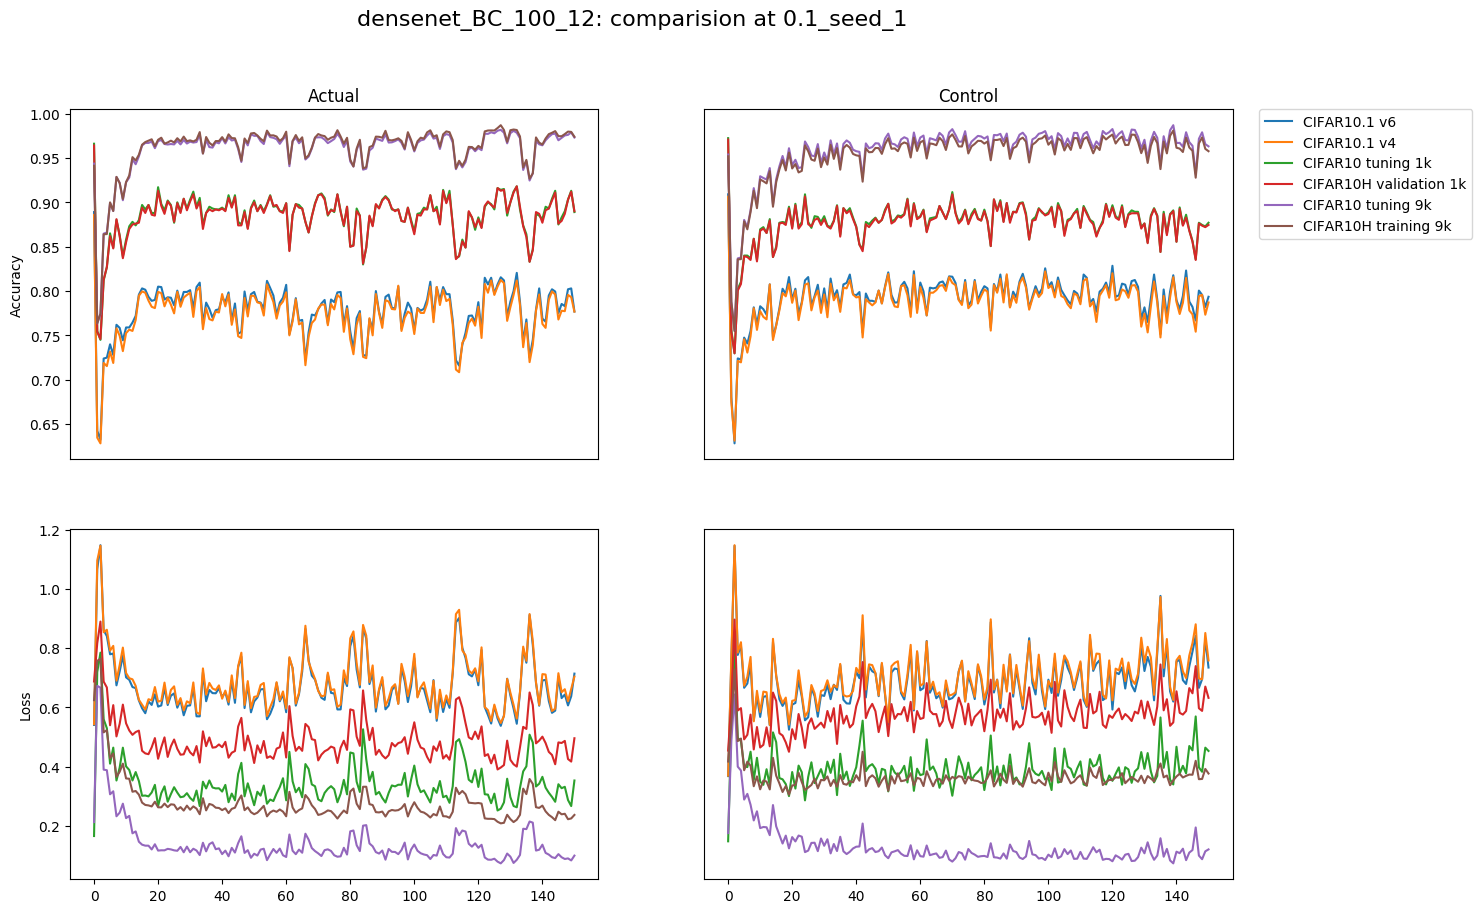 densenet_BC_100_12: comparision at 0.1_seed_1
Actual
Control
CIFAR10.1 v6
CIFAR10.1 v4
CIFAR10 tuning 1k
CIFAR10H validation 1k
CIFAR10 tuning 9k
CIFAR10H training 9k
Accuracy
1.00
0.95
0.90
0.85
0.80
0.75
0.70
0.65
Loss
1.2
1.0
0.8
0.6
0.4
0.2
0 20 40 60 80 100 120 140
0 20 40 60 80 100 120 140